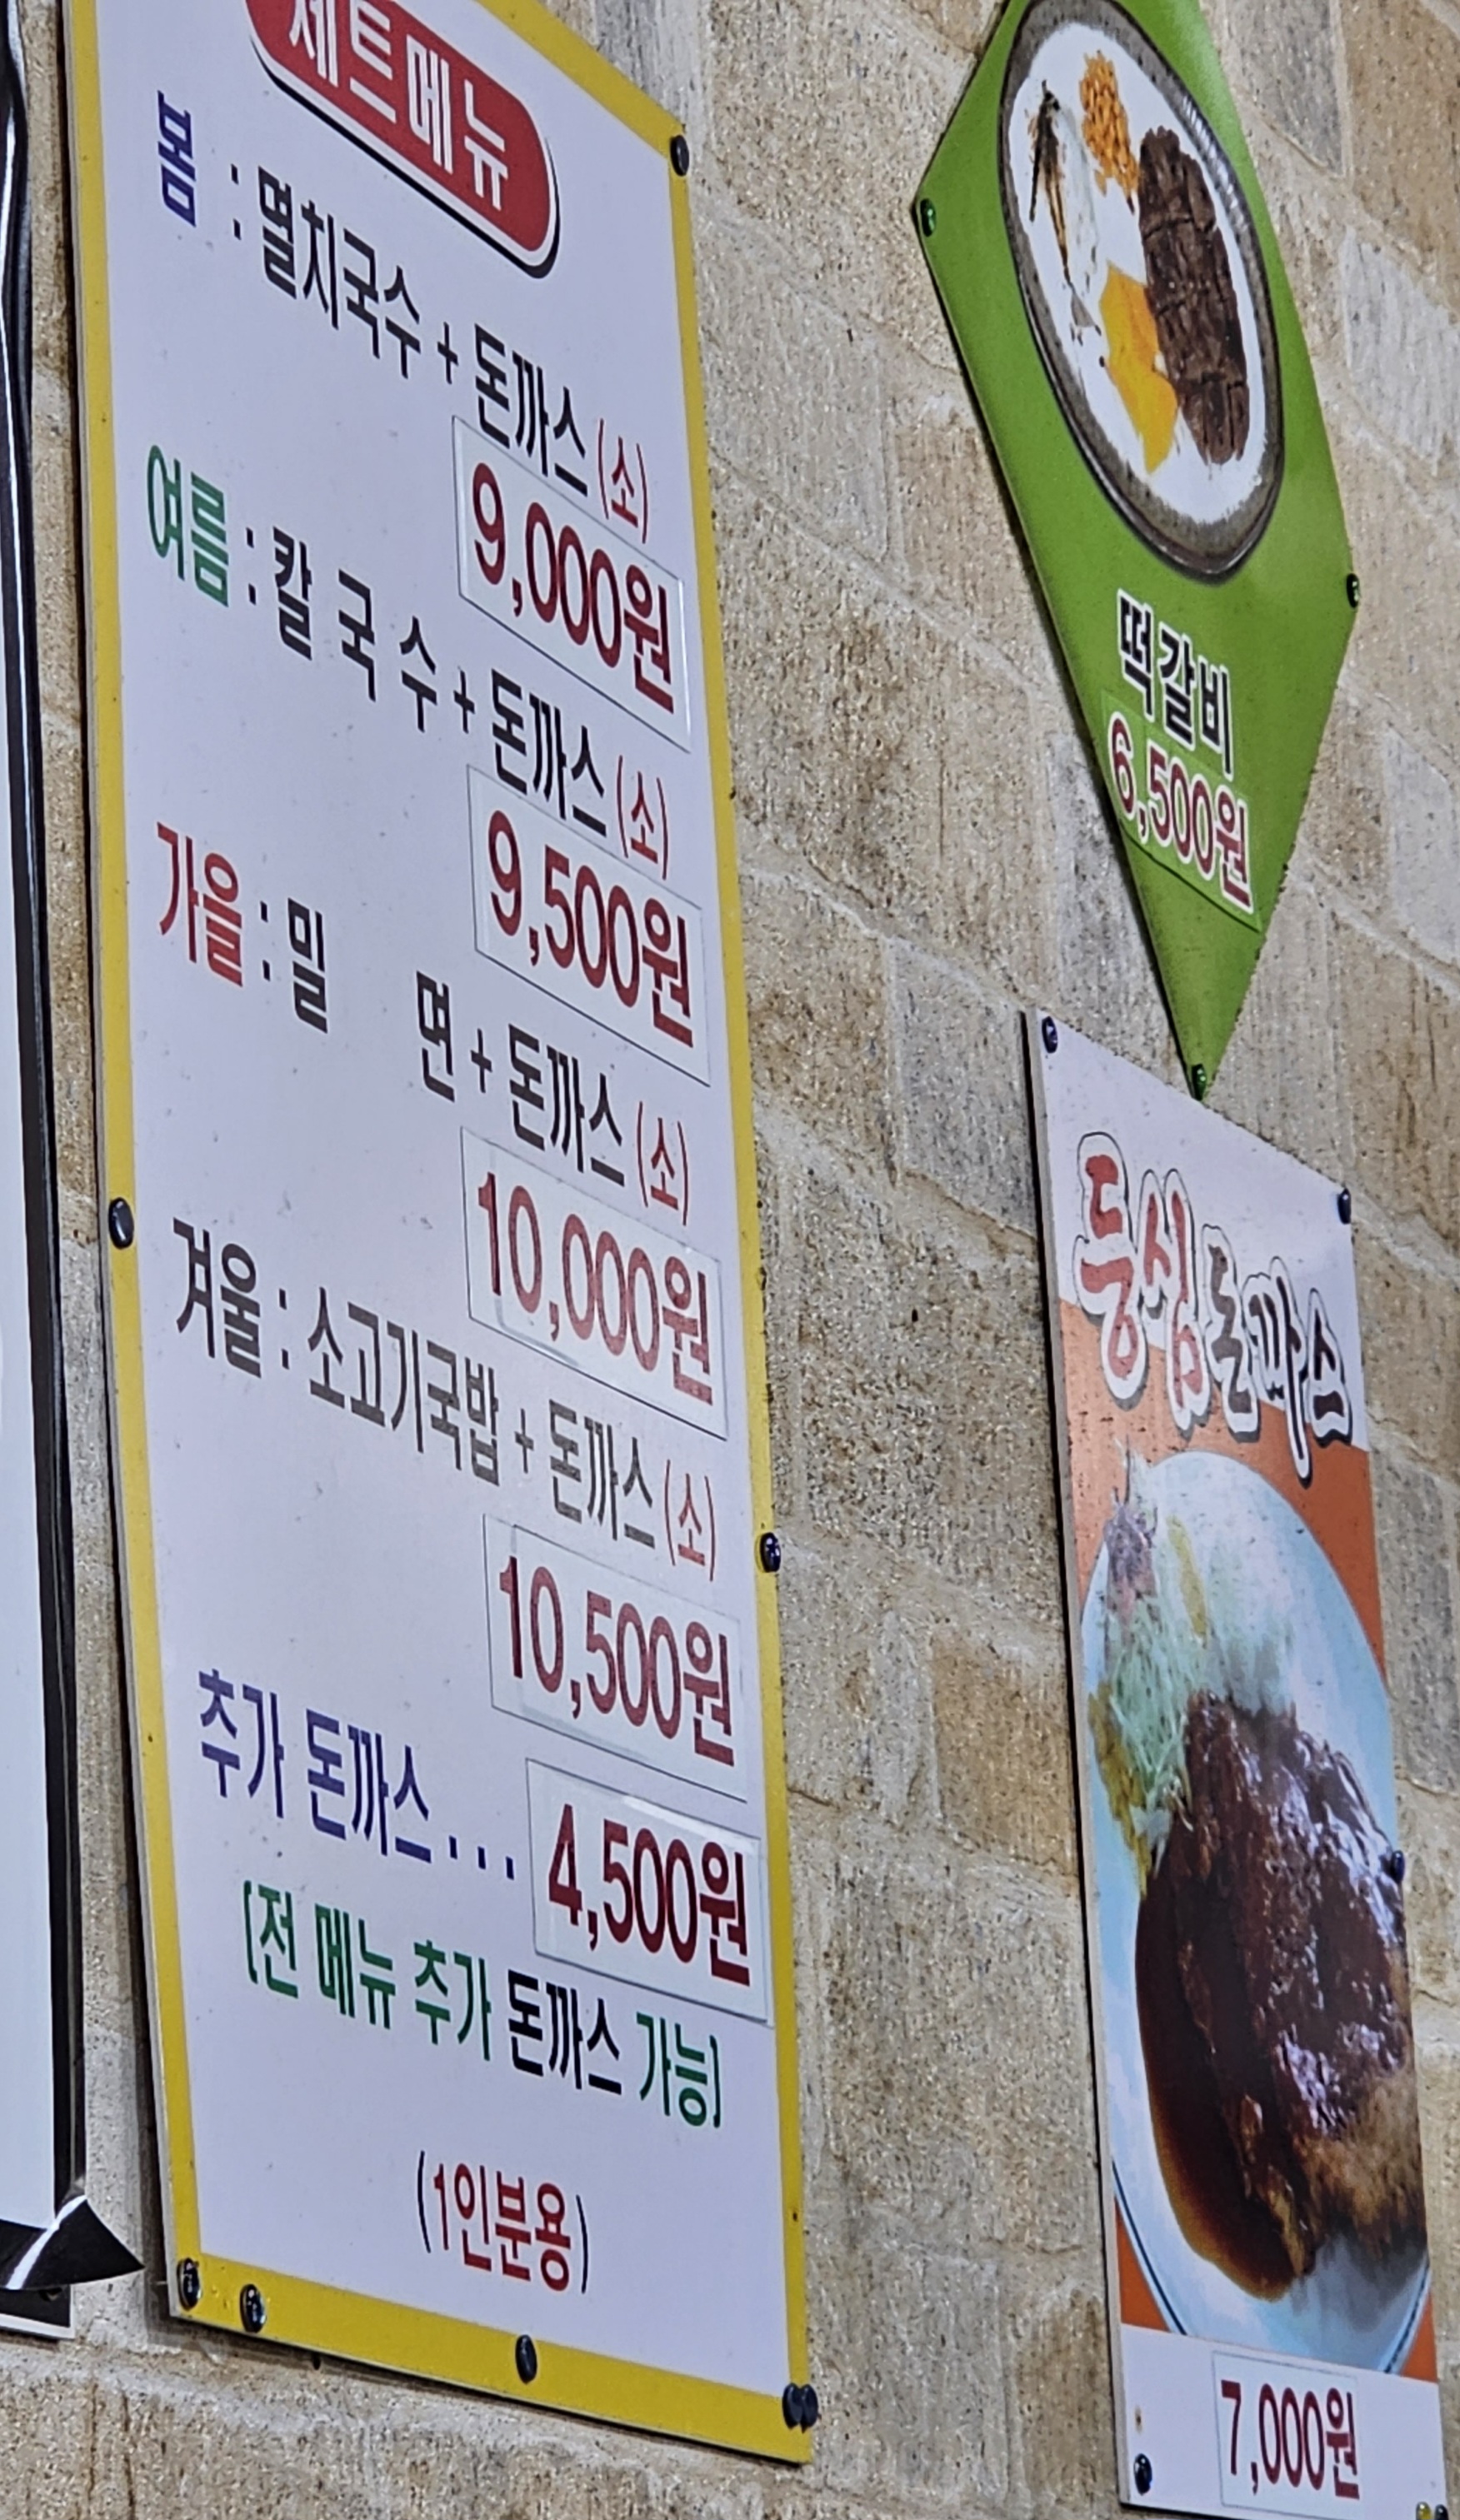 세트메뉴
봄 : 멸치국수 + 돈까스 (소)
9,000원
여름 : 칼 국 수 + 돈까스 (소)
9,500원
가을 : 밀 면 + 돈까스 (소)
10,000원
겨울 : 소고기국밥 + 돈까스 (소)
10,500원
추가 돈까스 . . . 4,500원
[전 메뉴 추가 돈까스 가능]
(1인분용)
떡갈비
6,500원
등심돈까스
7,000원